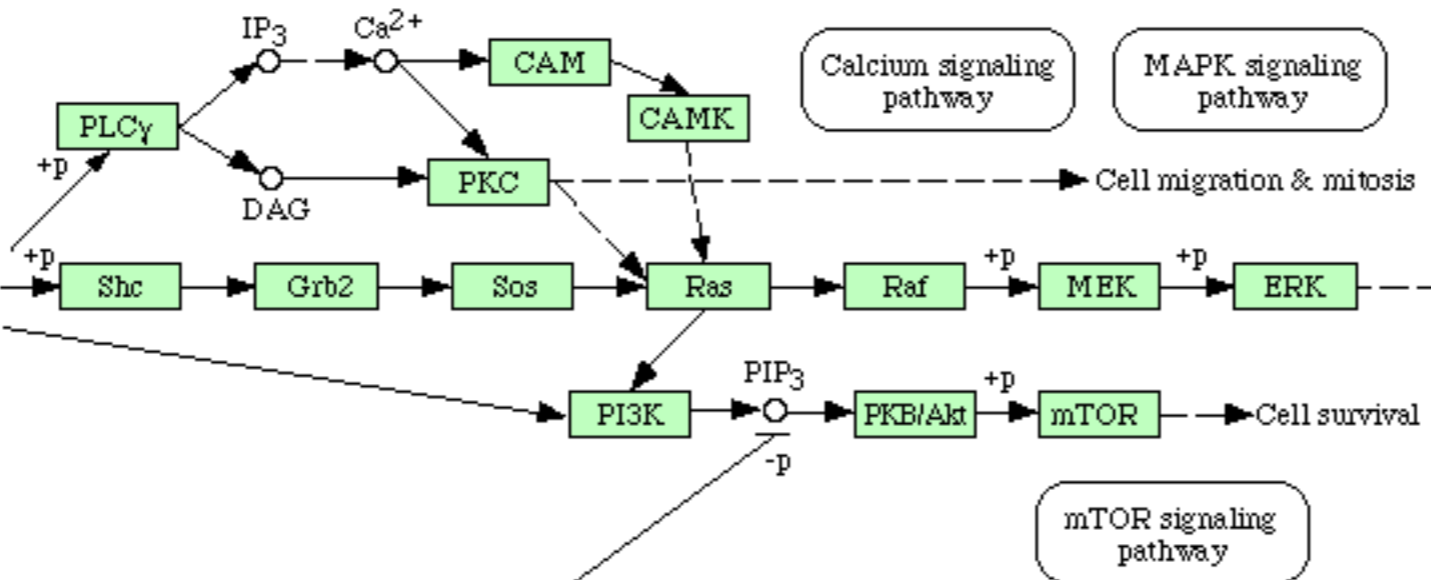 IP3
Ca2+
CAM
Calcium signaling
pathway
MAPK signaling
pathway
PLCγ
CAMK
+p
DAG
PKC
Cell migration & mitosis
+p
Shc
Grb2
Sos
Ras
Raf
+p
MEK
+p
ERK
PI3K
PIP3
PKB/Akt
+p
mTOR
Cell survival
-p
mTOR signaling
pathway